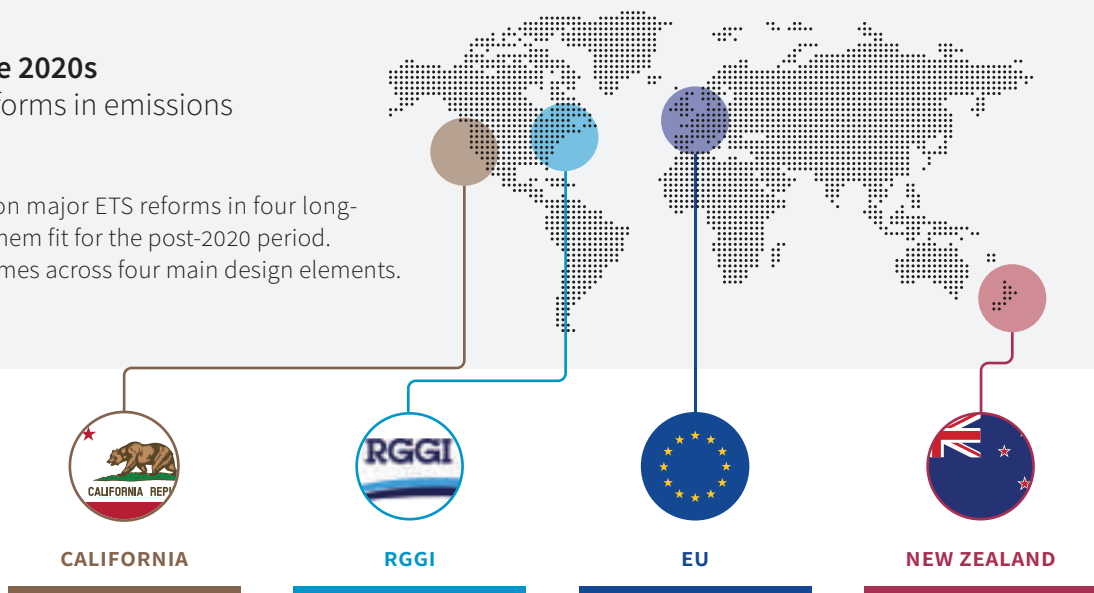 e 2020s
forms in emissions
on major ETS reforms in four long-
hem fit for the post-2020 period.
mes across four main design elements.
CALIFORNIA REP
RGGI
CALIFORNIA
RGGI
EU
NEW ZEALAND